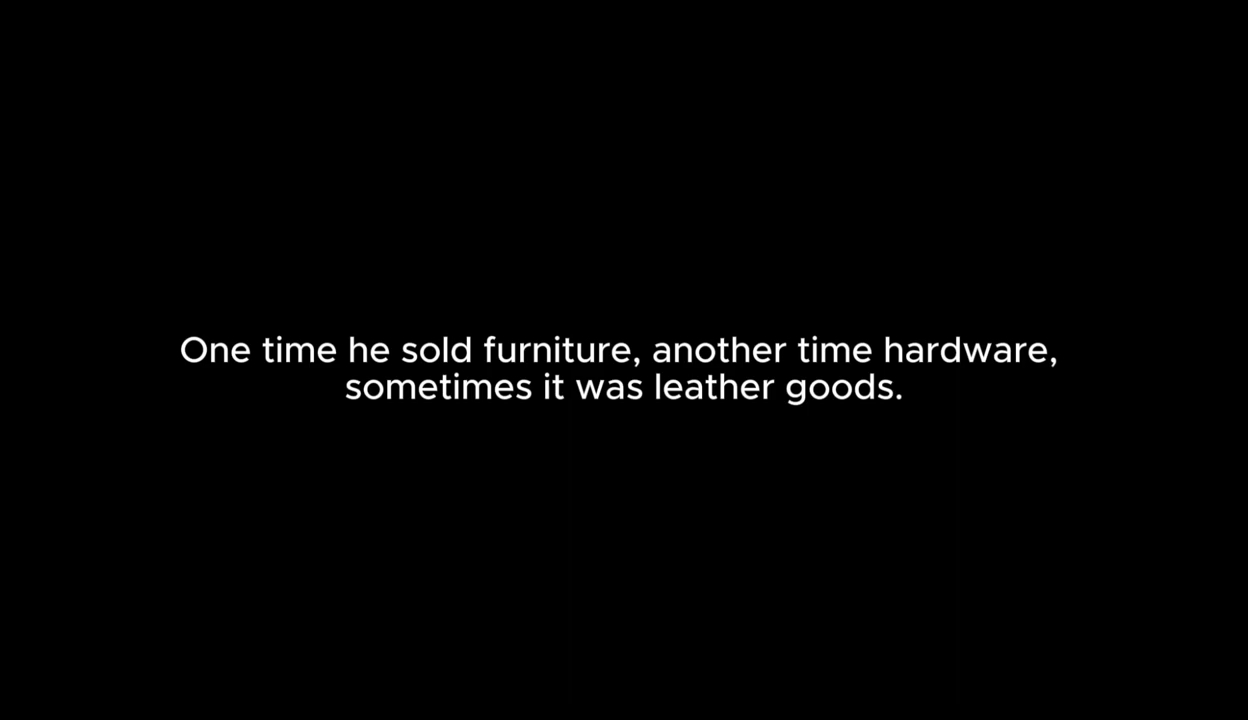 One time he sold furniture, another time hardware,
sometimes it was leather goods.